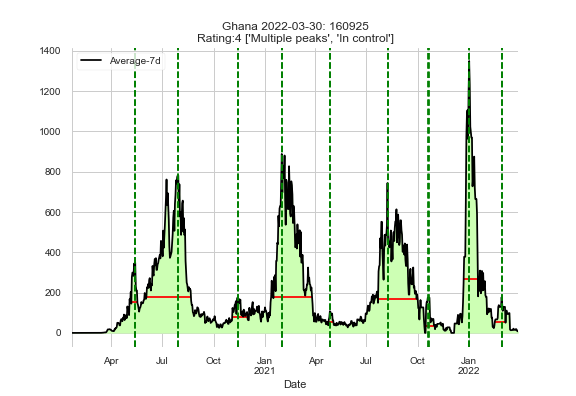 Ghana 2022-03-30: 160925
Rating:4 ['Multiple peaks', 'In control']
1400
Average-7d
1200
1000
800
600
400
200
0
Apr Jul Oct Jan Apr Jul Oct Jan
2021 2022
Date